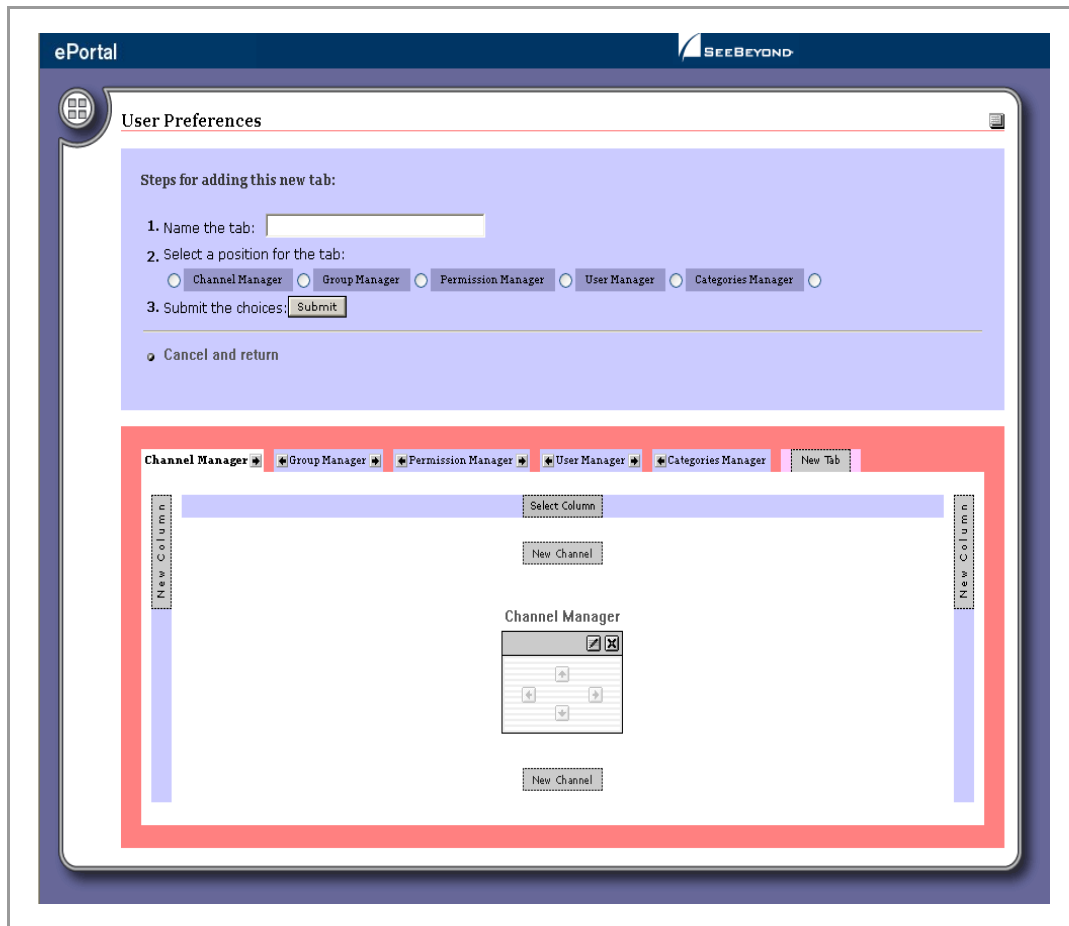 ePortal SEEBEYOND
User Preferences
Steps for adding this new tab:
1. Name the tab:
2. Select a position for the tab:
Channel Manager Group Manager Permission Manager User Manager Categories Manager
3. Submit the choices: Submit
Cancel and return
Channel Manager Group Manager Permission Manager User Manager Categories Manager New Tab
New Column
Select Column
New Column
New Channel
Channel Manager
New Channel